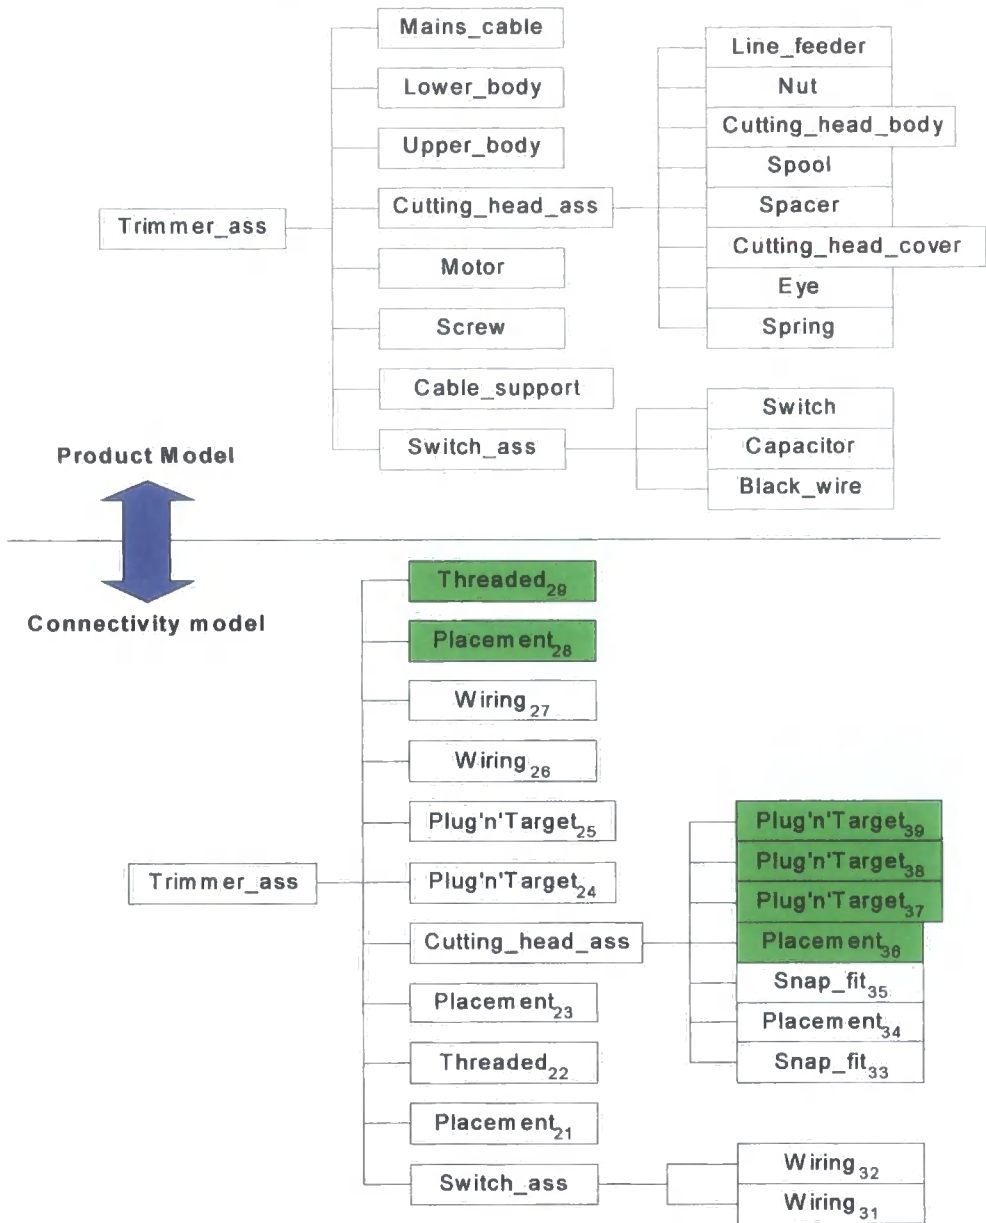 Mains_cable
Lower_body
Upper_body
Cutting_head_ass
Motor
Screw
Cable_support
Switch_ass
Trimmer_ass
Line_feeder
Nut
Cutting_head_body
Spool
Spacer
Cutting_head_cover
Eye
Spring
Switch
Capacitor
Black_wire
Product Model
Connectivity model
Trimmer_ass
Threaded29
Placement28
Wiring27
Wiring26
Plug'n'Target25
Plug'n'Target24
Cutting_head_ass
Placement23
Threaded22
Placement21
Switch_ass
Plug'n'Target39
Plug'n'Target38
Plug'n'Target37
Placement36
Snap_fit35
Placement34
Snap_fit33
Wiring32
Wiring31